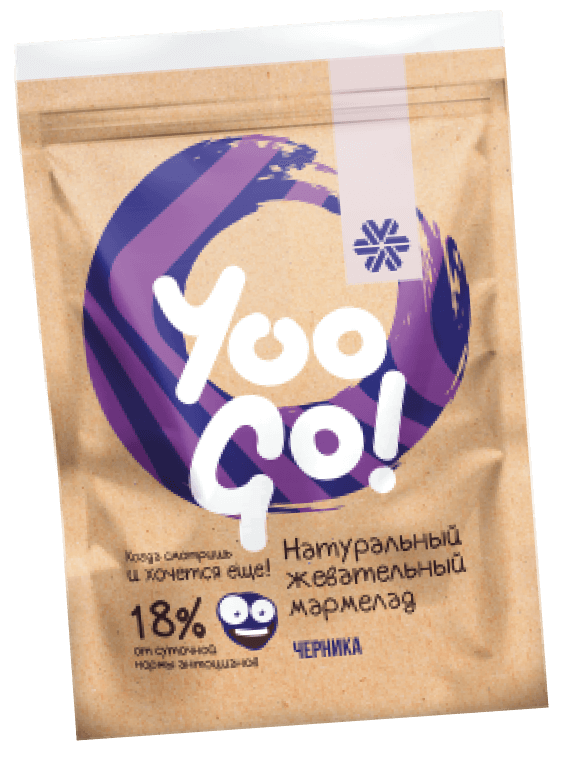 Yoo
Go!
Когда смотришь
и хочется еще!
18%
от суточной
нормы антоцианов
Натуральный
жевательный
мармелад
ЧЕРНИКА